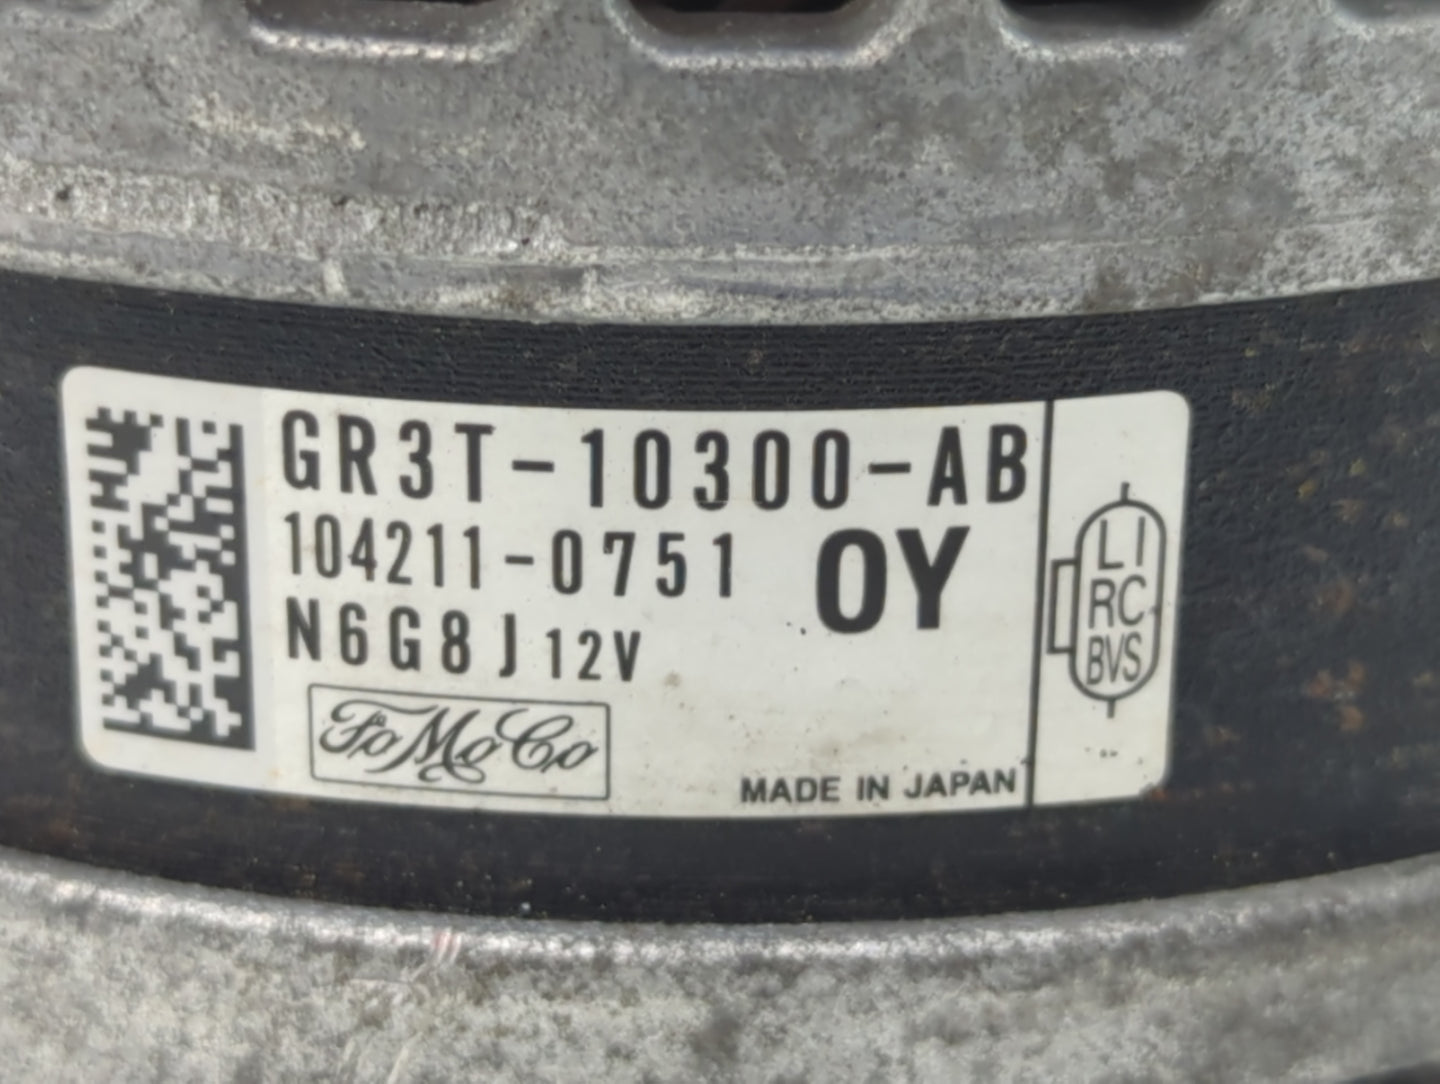 GR3T-10300-AB
104211-0751 OY
N6G8J 12V
FoMoCo
MADE IN JAPAN
LI
RC
BVS